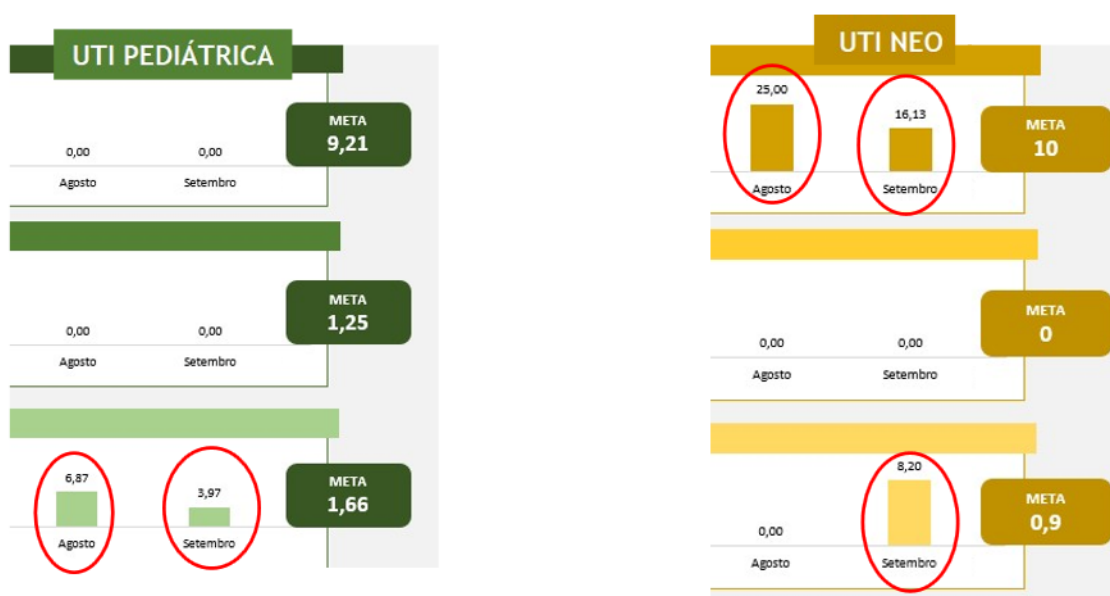 UTI PEDIÁTRICA
META
9,21
0,00 0,00
Agosto Setembro
META
1,25
0,00 0,00
Agosto Setembro
META
1,66
6,87 3,97
Agosto Setembro
UTI NEO
25,00 16,13
META
10
Agosto Setembro
META
0
0,00 0,00
Agosto Setembro
8,20
META
0,9
0,00
Agosto Setembro